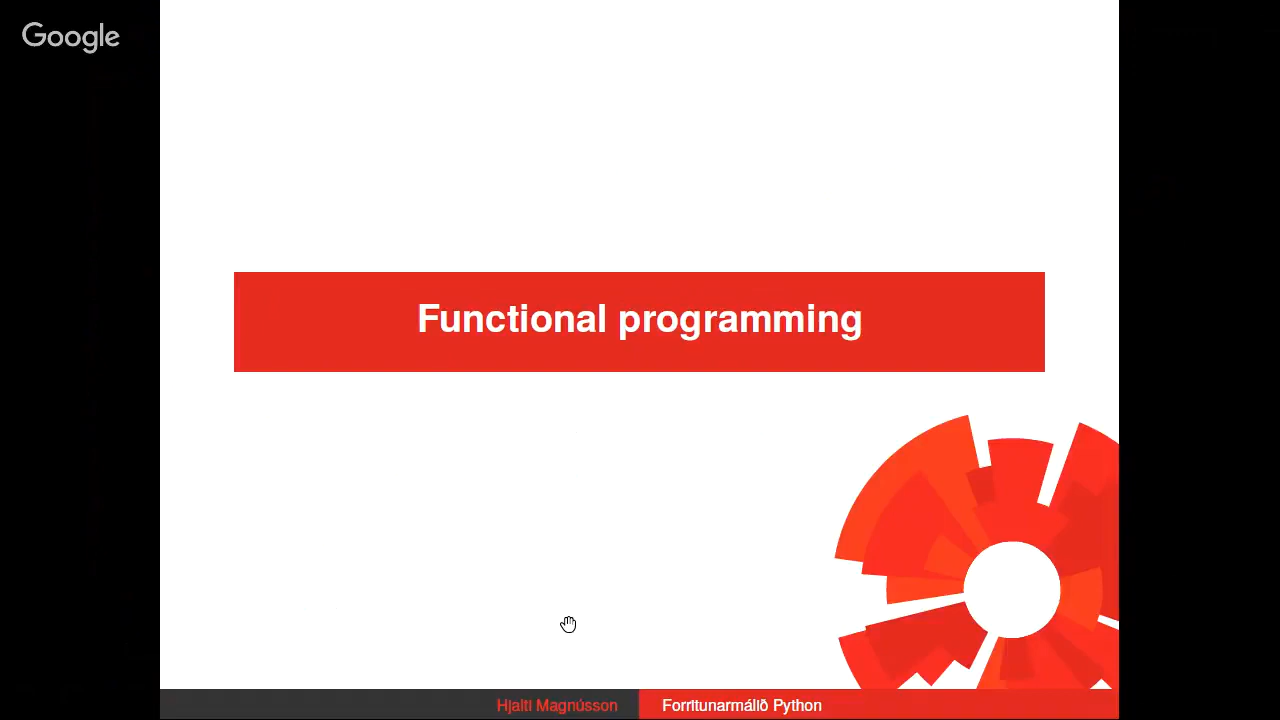 Google
Functional programming
Hjalti Magnússon
Forritunarmálið Python